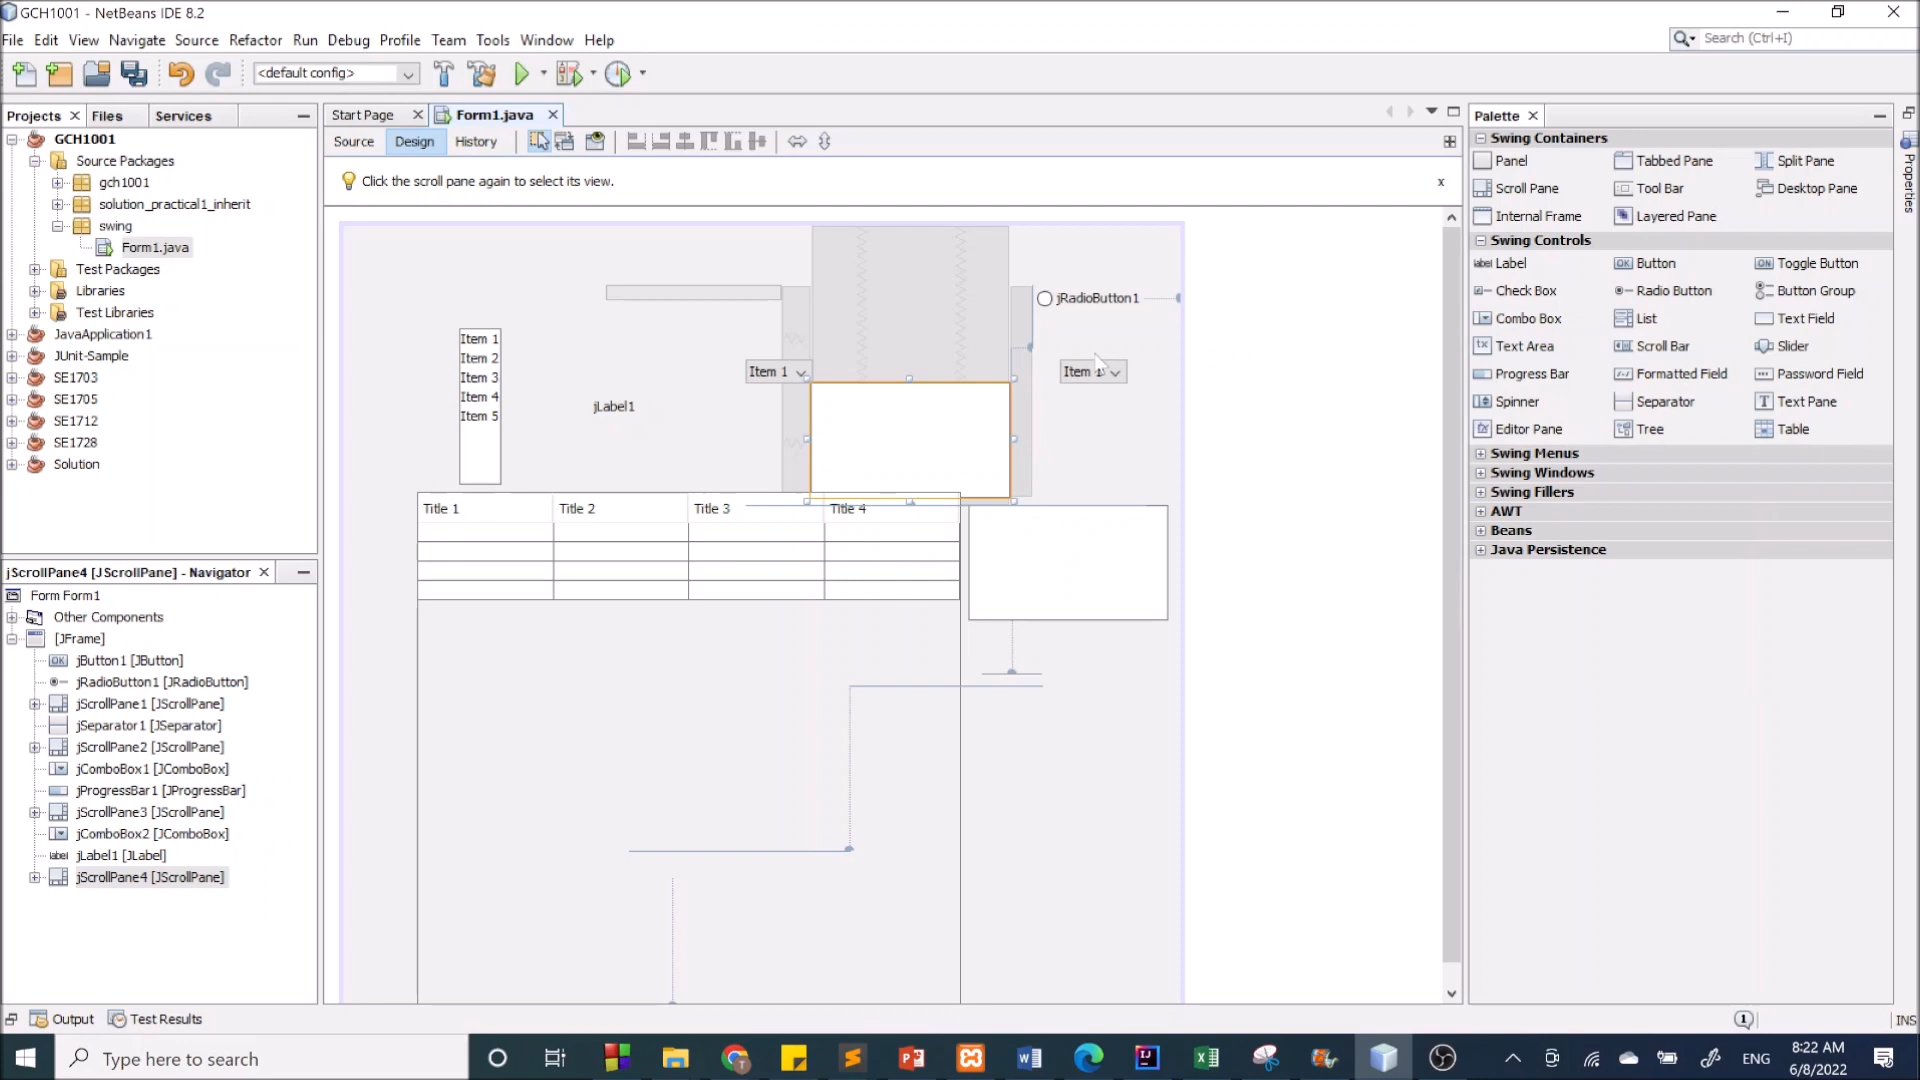 GCH1001 - NetBeans IDE 8.2
File Edit View Navigate Source Refactor Run Debug Profile Team Tools Window Help
Search (Ctrl+I)
<default config>
Projects Files Services
Start Page Form1.java
Palette
Source Design History
Click the scroll pane again to select its view.
x
GCH1001
Source Packages
gch1001
solution_practical1_inherit
swing
Form1.java
Test Packages
Libraries
Test Libraries
JavaApplication1
JUnit-Sample
SE1703
SE1705
SE1712
SE1728
Solution
jScrollPane4 [JScrollPane] - Navigator
Form Form1
Other Components
[JFrame]
jButton1 [JButton]
jRadioButton1 [JRadioButton]
jScrollPane1 [JScrollPane]
jSeparator1 [JSeparator]
jScrollPane2 [JScrollPane]
jComboBox1 [JComboBox]
jProgressBar1 [JProgressBar]
jScrollPane3 [JScrollPane]
jComboBox2 [JComboBox]
label jLabel1 [JLabel]
jScrollPane4 [JScrollPane]
jRadioButton1
Item 1
Item 2
Item 3
Item 4
Item 5
Item 1
Item 1
jLabel1
Title 1 Title 2 Title 3 Title 4
Swing Containers
Panel Tabbed Pane Split Pane
Scroll Pane Tool Bar Desktop Pane
Internal Frame Layered Pane
Swing Controls
label Label OK Button ON Toggle Button
Check Box Radio Button Button Group
Combo Box List Text Field
Text Area Scroll Bar Slider
Progress Bar Formatted Field Password Field
Spinner Separator Text Pane
Editor Pane Tree Table
Swing Menus
Swing Windows
Swing Fillers
AWT
Beans
Java Persistence
Properties
Output Test Results
1
INS
Type here to search
ENG
8:22 AM
6/8/2022